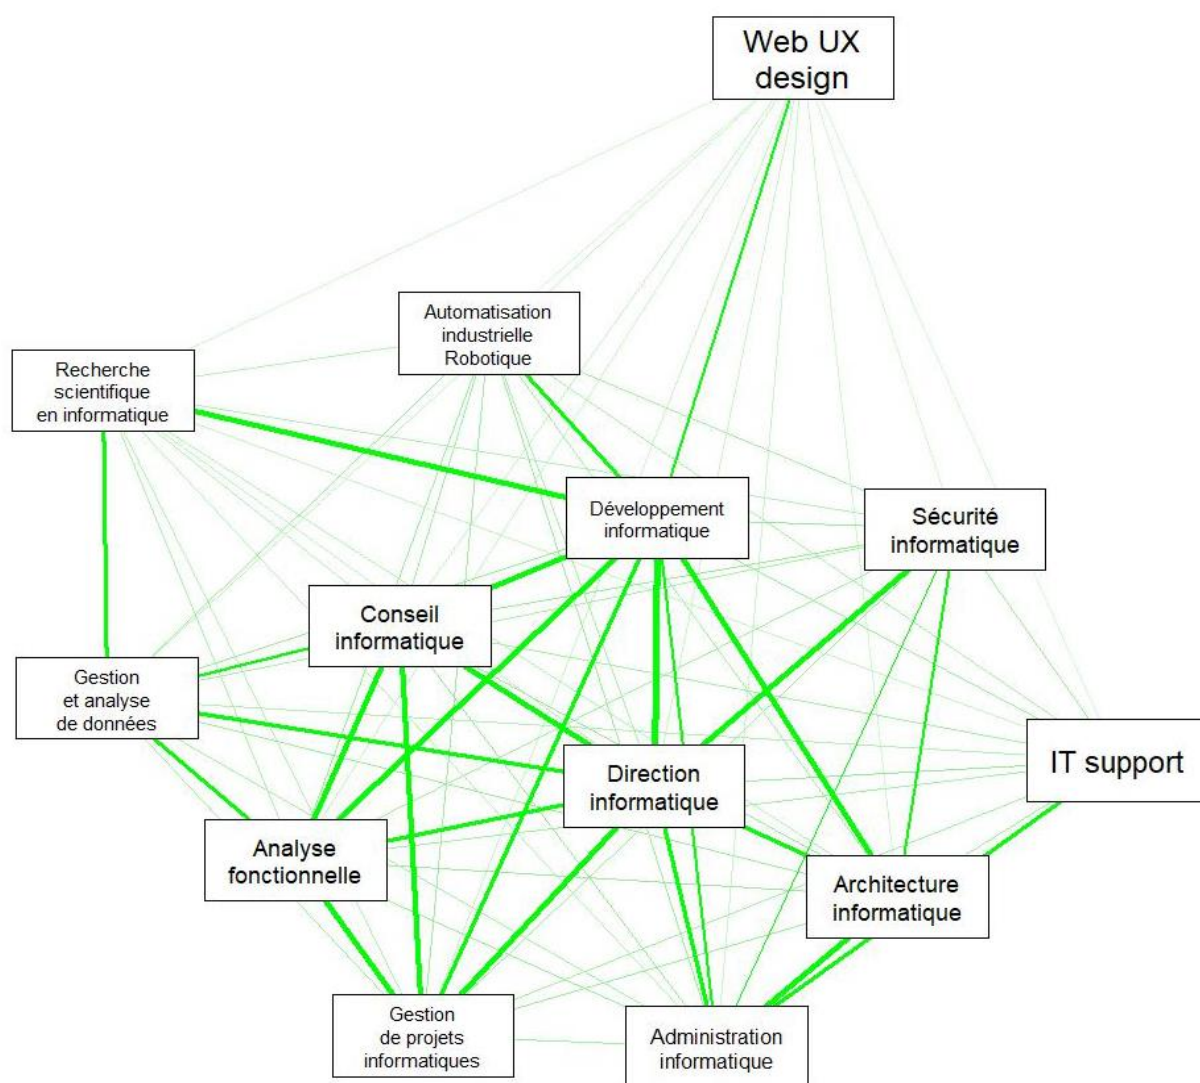 Web UX
design
Automatisation
industrielle
Robotique
Recherche
scientifique
en informatique
Développement
informatique
Sécurité
informatique
Conseil
informatique
Gestion
et analyse
de données
Direction
informatique
IT support
Analyse
fonctionnelle
Architecture
informatique
Gestion
de projets
informatiques
Administration
informatique